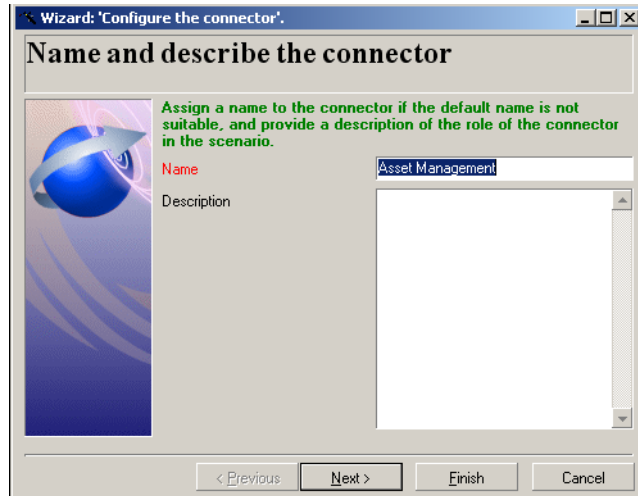 Wizard: 'Configure the connector'.
Name and describe the connector
Assign a name to the connector if the default name is not
suitable, and provide a description of the role of the connector
in the scenario.
Name
Asset Management
Description
< Previous
Next >
Finish
Cancel